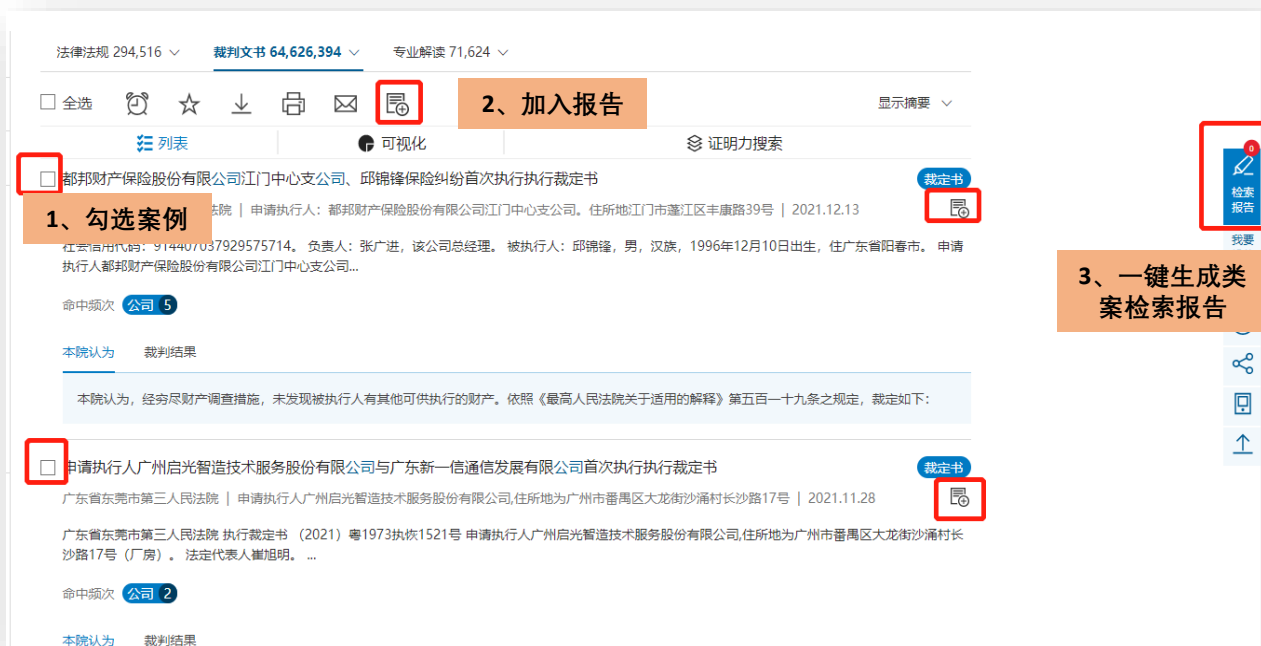 法律法规 294,516 裁判文书 64,626,394 专业解读 71,624
全选 2、加入报告 显示摘要
列表 可视化 证明力搜索
都邦财产保险股份有限公司江门中心支公司、邱锦锋保险纠纷首次执行执行裁定书 裁定书
1、勾选案例
法院 | 申请执行人：都邦财产保险股份有限公司江门中心支公司。住所地江门市蓬江区丰康路39号 | 2021.12.13
社会信用代码：914407037929575714。 负责人：张广进，该公司总经理。 被执行人：邱锦锋，男，汉族，1996年12月10日出生，住广东省阳春市。 申请
执行人都邦财产保险股份有限公司江门中心支公司...
命中频次 公司 5
本院认为 裁判结果
本院认为，经穷尽财产调查措施，未发现被执行人有其他可供执行的财产。依照《最高人民法院关于适用的解释》第五百一十九条之规定，裁定如下：
申请执行人广州启光智造技术服务股份有限公司与广东新一信通信发展有限公司首次执行执行裁定书 裁定书
广东省东莞市第三人民法院 | 申请执行人广州启光智造技术服务股份有限公司,住所地为广州市番禺区大龙街沙涌村长沙路17号 | 2021.11.28
广东省东莞市第三人民法院 执行裁定书 （2021）粤1973执恢1521号 申请执行人广州启光智造技术服务股份有限公司,住所地为广州市番禺区大龙街沙涌村长
沙路17号（厂房）。 法定代表人崔旭明。 ...
命中频次 公司 2
本院认为 裁判结果
0
检索
报告
我要
3、一键生成类
案检索报告